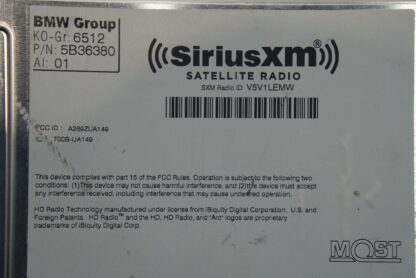 BMW Group
KO-Gr: 6512
P/N: 5B36380
AI: 01
((·SiriusXM·))®
SATELLITE RADIO
SXM Radio ID V5V1LEMW
FCC ID : A269ZUA149
700B-UA149
This device compiles with part 15 of the FCC Rules. Operation is subject to the following two
conditions: (1)This device may not cause harmful interference, and (2)this device must accept
any interference received, including interference that may cause undesired operation.
HD Radio Technology manufactured under license from iBiquity Digital Corporation. U.S. and
Foreign Patents. HD Radio™ and the HD, HD Radio, and "Arc" logos are proprietary
trademarks of iBiquity Digital Corp.
MOST